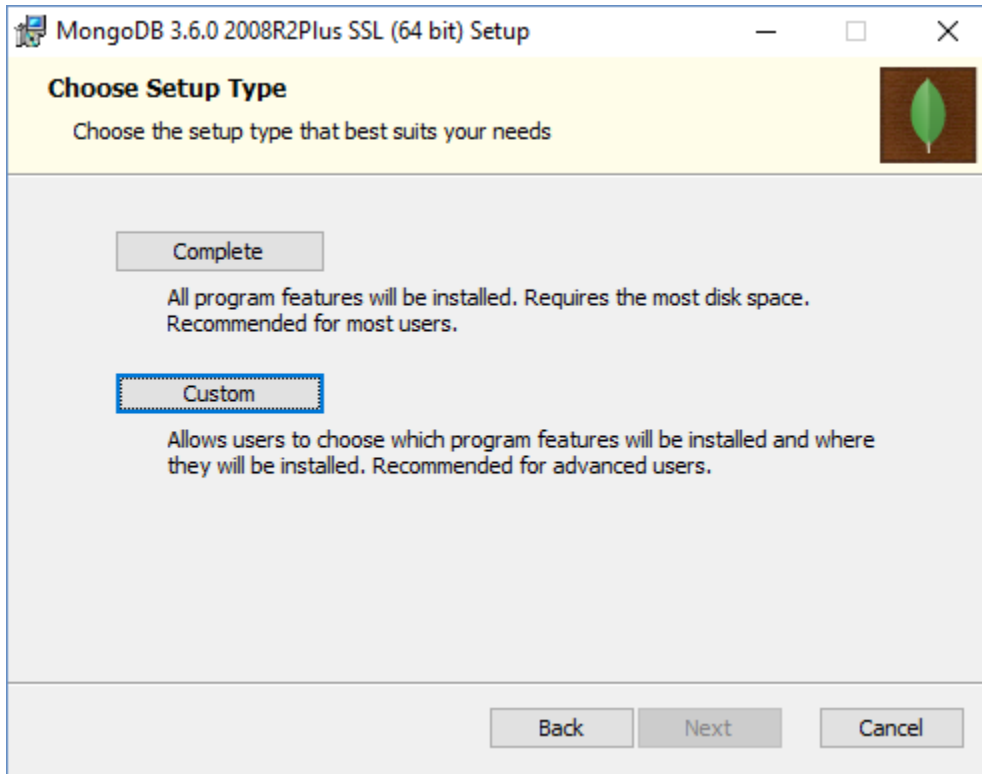 MongoDB 3.6.0 2008R2Plus SSL (64 bit) Setup
Choose Setup Type
Choose the setup type that best suits your needs
Complete
All program features will be installed. Requires the most disk space.
Recommended for most users.
Custom
Allows users to choose which program features will be installed and where
they will be installed. Recommended for advanced users.
Back Next Cancel